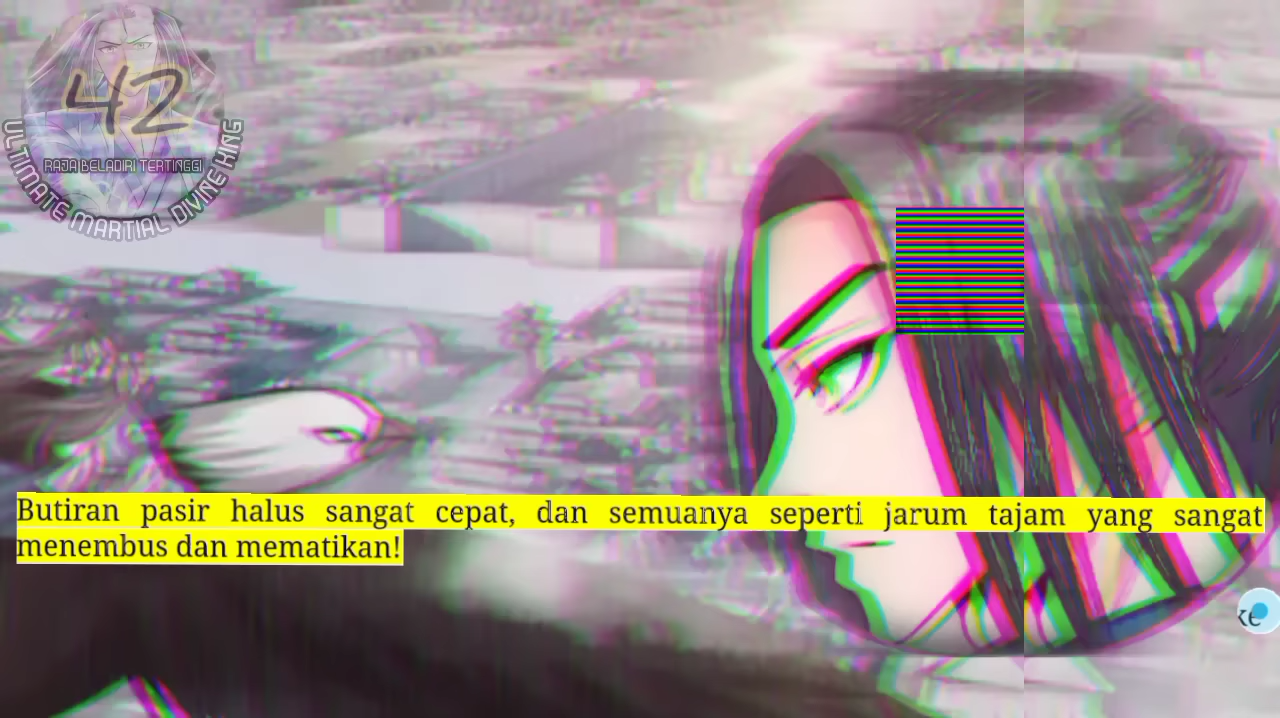 42
RAJA BELADIRI TERTINGGI
ULTIMATE MARTIAL DIVINE KING
Butiran pasir halus sangat cepat, dan semuanya seperti jarum tajam yang sangat
menembus dan mematikan!